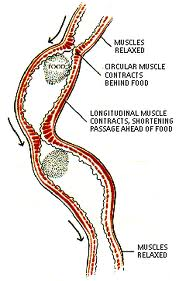 MUSCLES
RELAXED
FOOD
CIRCULAR MUSCLE
CONTRACTS
BEHIND FOOD
LONGITUDINAL MUSCLE
CONTRACTS, SHORTENING
PASSAGE AHEAD OF FOOD
MUSCLES
RELAXED